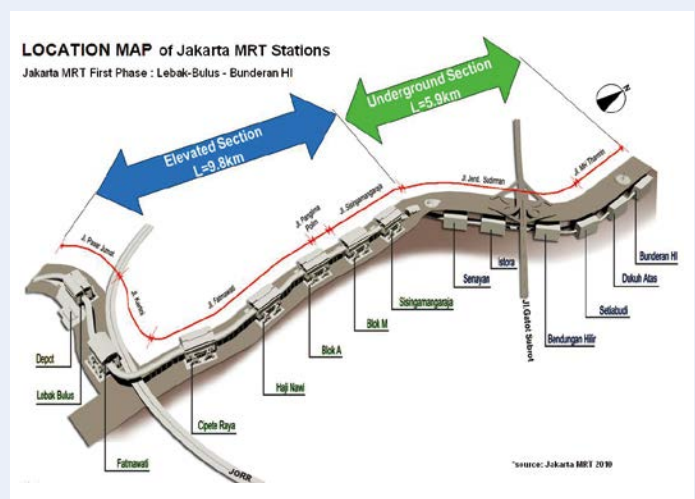 LOCATION MAP of Jakarta MRT Stations
Jakarta MRT First Phase : Lebak-Bulus - Bunderan HI
Underground Section
L=5.9km
Elevated Section
L=9.8km
N
Jl. MH Thamrin
Jl Jend. Sudirman
Jl. Sisingamangaraja
Jl. Panglima
Polim
Jl. Pasar Jumat
Jl. Fatmawati
Bunderan HI
Dukuh Atas
Setiabudi
Bendungan Hilir
Istora
Senayan
Sisingamangaraja
Blok M
Blok A
Haji Nawi
Cipete Raya
Fatmawati
Lebak Bulus
Depot
Jl.Gatot Subrot
JORR
*source: Jakarta MRT 2010